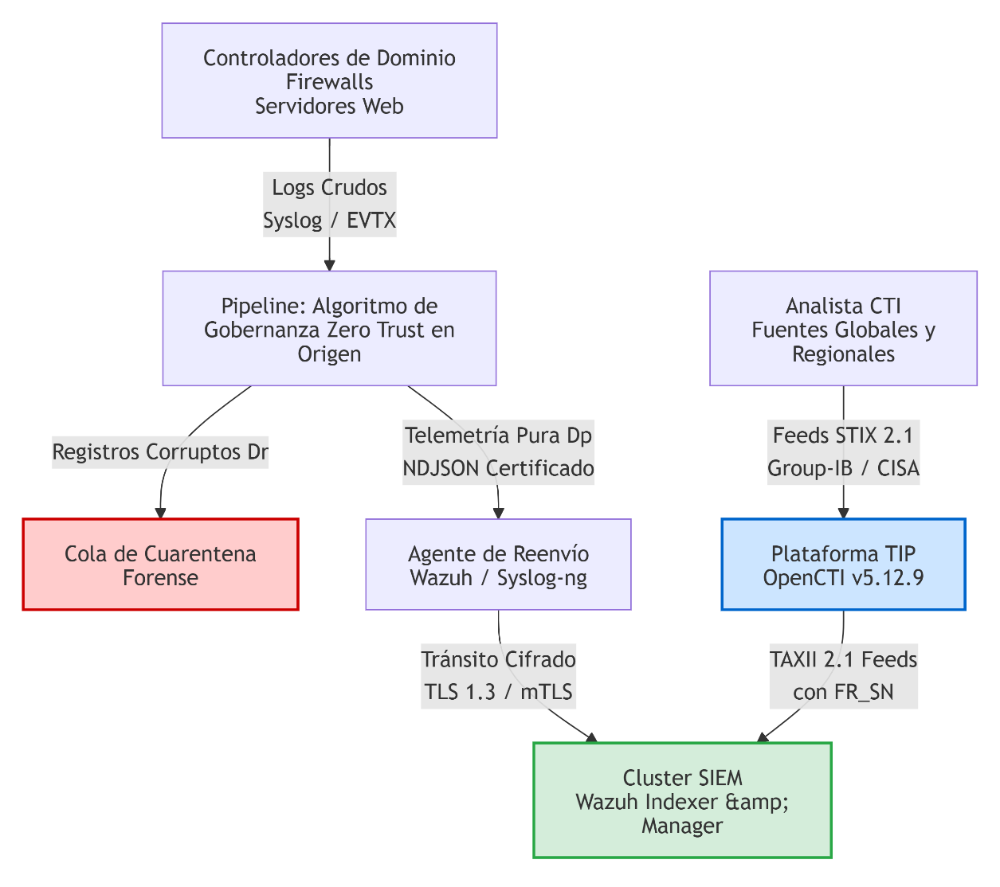 Controladores de Dominio
Firewalls
Servidores Web
Logs Crudos
Syslog / EVTX
Pipeline: Algoritmo de
Gobernanza Zero Trust en
Origen
Analista CTI
Fuentes Globales y
Regionales
Registros Corruptos Dr
Telemetría Pura Dp
NDJSON Certificado
Feeds STIX 2.1
Group-IB / CISA
Cola de Cuarentena
Forense
Agente de Reenvío
Wazuh / Syslog-ng
Plataforma TIP
OpenCTI v5.12.9
Tránsito Cifrado
TLS 1.3 / mTLS
TAXII 2.1 Feeds
con FR_SN
Cluster SIEM
Wazuh Indexer &amp;amp;
Manager